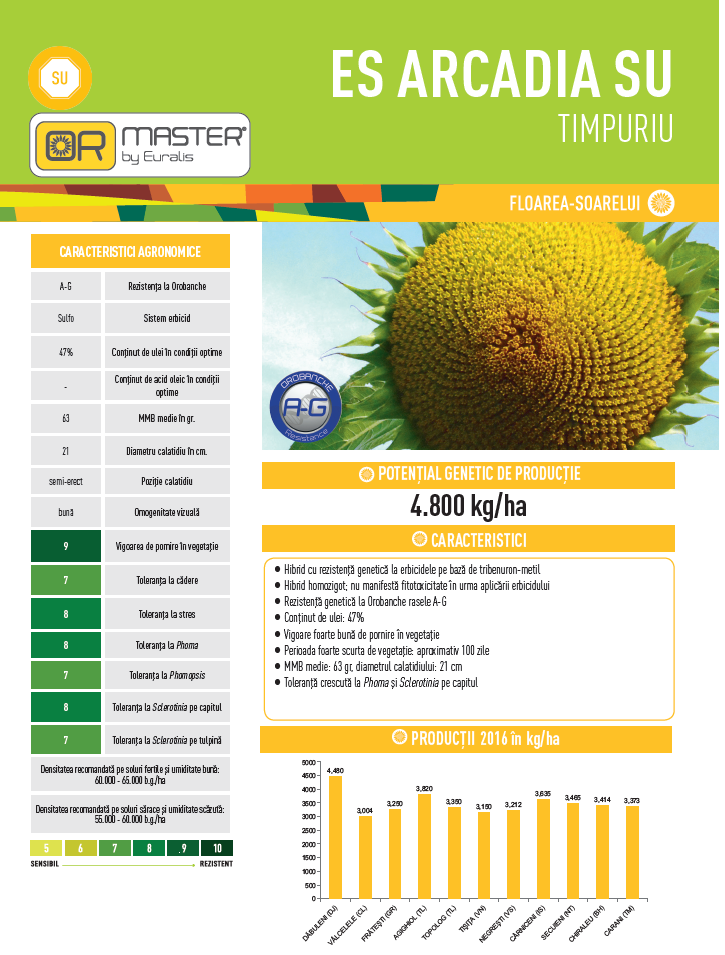 SU
ES ARCADIA SU
TIMPURIU
OR MASTER®
by Euralis
FLOAREA-SOARELUI
CARACTERISTICI AGRONOMICE
A-G Rezistența la Orobanche
Sulfo Sistem erbicid
47% Conținut de ulei în condiții optime
- Conținut de acid oleic în condiții
optime
63 MMB medie în gr.
21 Diametru calatidiu în cm.
semi-erect Poziție calatidiu
bună Omogenitate vizuală
9 Vigoarea de pornire în vegetație
7 Toleranța la cădere
8 Toleranța la stres
8 Toleranța la Phoma
7 Toleranța la Phomopsis
8 Toleranța la Sclerotinia pe capitul
7 Toleranța la Sclerotinia pe tulpină
Densitatea recomandată pe soluri fertile și umiditate bună:
60.000 - 65.000 b.g./ha
Densitatea recomandată pe soluri sărace și umiditate scăzută:
55.000 - 60.000 b.g./ha
5 6 7 8 .9 10
SENSIBIL REZISTENT
OROBANCHE
A-G
Resistance
POTENȚIAL GENETIC DE PRODUCȚIE
4.800 kg/ha
CARACTERISTICI
• Hibrid cu rezistență genetică la erbicidele pe bază de tribenuron-metil
• Hibrid homozigot; nu manifestă fitotoxicitate în urma aplicării erbicidului
• Rezistență genetică la Orobanche rasele A-G
• Conținut de ulei: 47%
• Vigoare foarte bună de pornire în vegetație
• Perioada foarte scurta de vegetație: aproximativ 100 zile
• MMB medie: 63 gr, diametrul calatidiului: 21 cm
• Toleranță crescută la Phoma și Sclerotinia pe capitul
PRODUCȚII 2016 în kg/ha
5000
4500
4000
3500
3000
2500
2000
1500
1000
500
0
4,480
3,004
3,250
3,820
3,350
3,150
3,212
3,635
3,465
3,414
3,373
DĂBULENI (DJ)
VÂLCELELE (CL)
FRĂTEȘTI (GR)
AGIGHIOL (TL)
TOPOLOG (TL)
TIȘIȚA (VN)
NEGREȘTI (VS)
CÂRNICENI (IS)
SECUIENI (NT)
CHIRALEU (BH)
CARANI (TM)